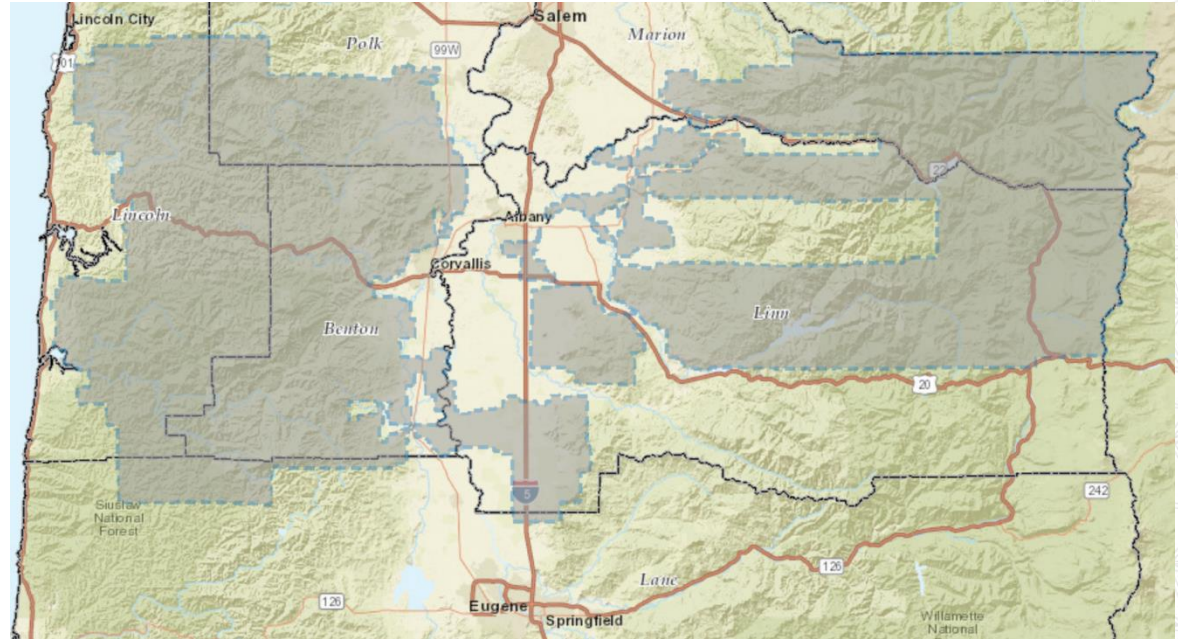 Lincoln City
Salem
Polk
Marion
99W
101
22
Lincoln
Albany
Corvallis
Benton
Linn
20
5
242
Siuslaw
National
Forest
Lane
126
126
Eugene
Springfield
Willamette
National